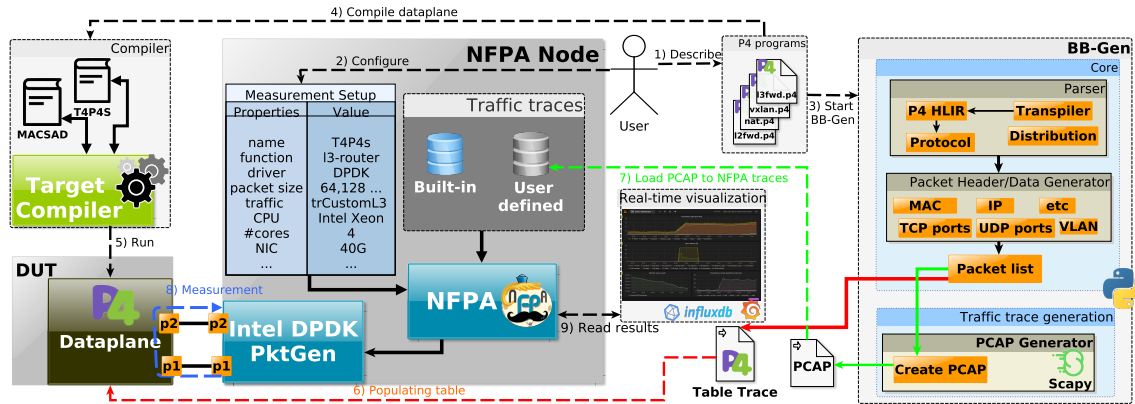 4) Compile dataplane
Compiler
MACSAD
T4P4S
Target
Compiler
5) Run
DUT
P4
Dataplane
p2
p1
8) Measurement
p2
p1
Intel DPDK
PktGen
NFPA Node
2) Configure
Measurement Setup
Properties Value
name T4P4s
function l3-router
driver DPDK
packet size 64,128 ...
traffic trCustomL3
CPU Intel Xeon
#cores 4
NIC 40G
... ...
Traffic traces
Built-in
User
defined
NFPA
NFPA
User
1) Describe
P4 programs
P4
l3fwd.p4
vxlan.p4
nat.p4
l2fwd.p4
3) Start
BB-Gen
7) Load PCAP to NFPA traces
Real-time visualization
influxdb
9) Read results
6) Populating table
P4
Table Trace
PCAP
BB-Gen
Core
Parser
P4 HLIR
Transpiler
Protocol
Distribution
Packet Header/Data Generator
MAC
IP
etc
TCP ports
UDP ports
VLAN
Packet list
Traffic trace generation
PCAP Generator
Create PCAP
Scapy